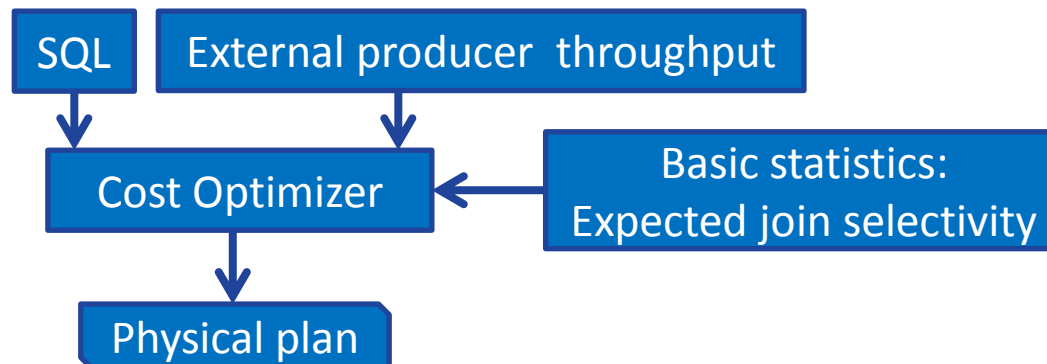 SQL
External producer throughput
Cost Optimizer
Basic statistics:
Expected join selectivity
Physical plan